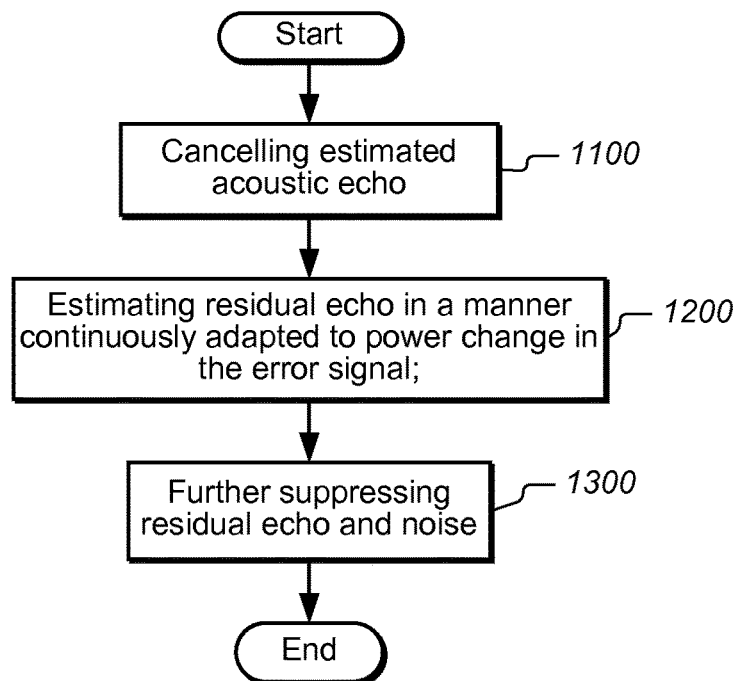 Start
Cancelling estimated
acoustic echo
1100
Estimating residual echo in a manner
continuously adapted to power change in
the error signal;
1200
Further suppressing
residual echo and noise
1300
End